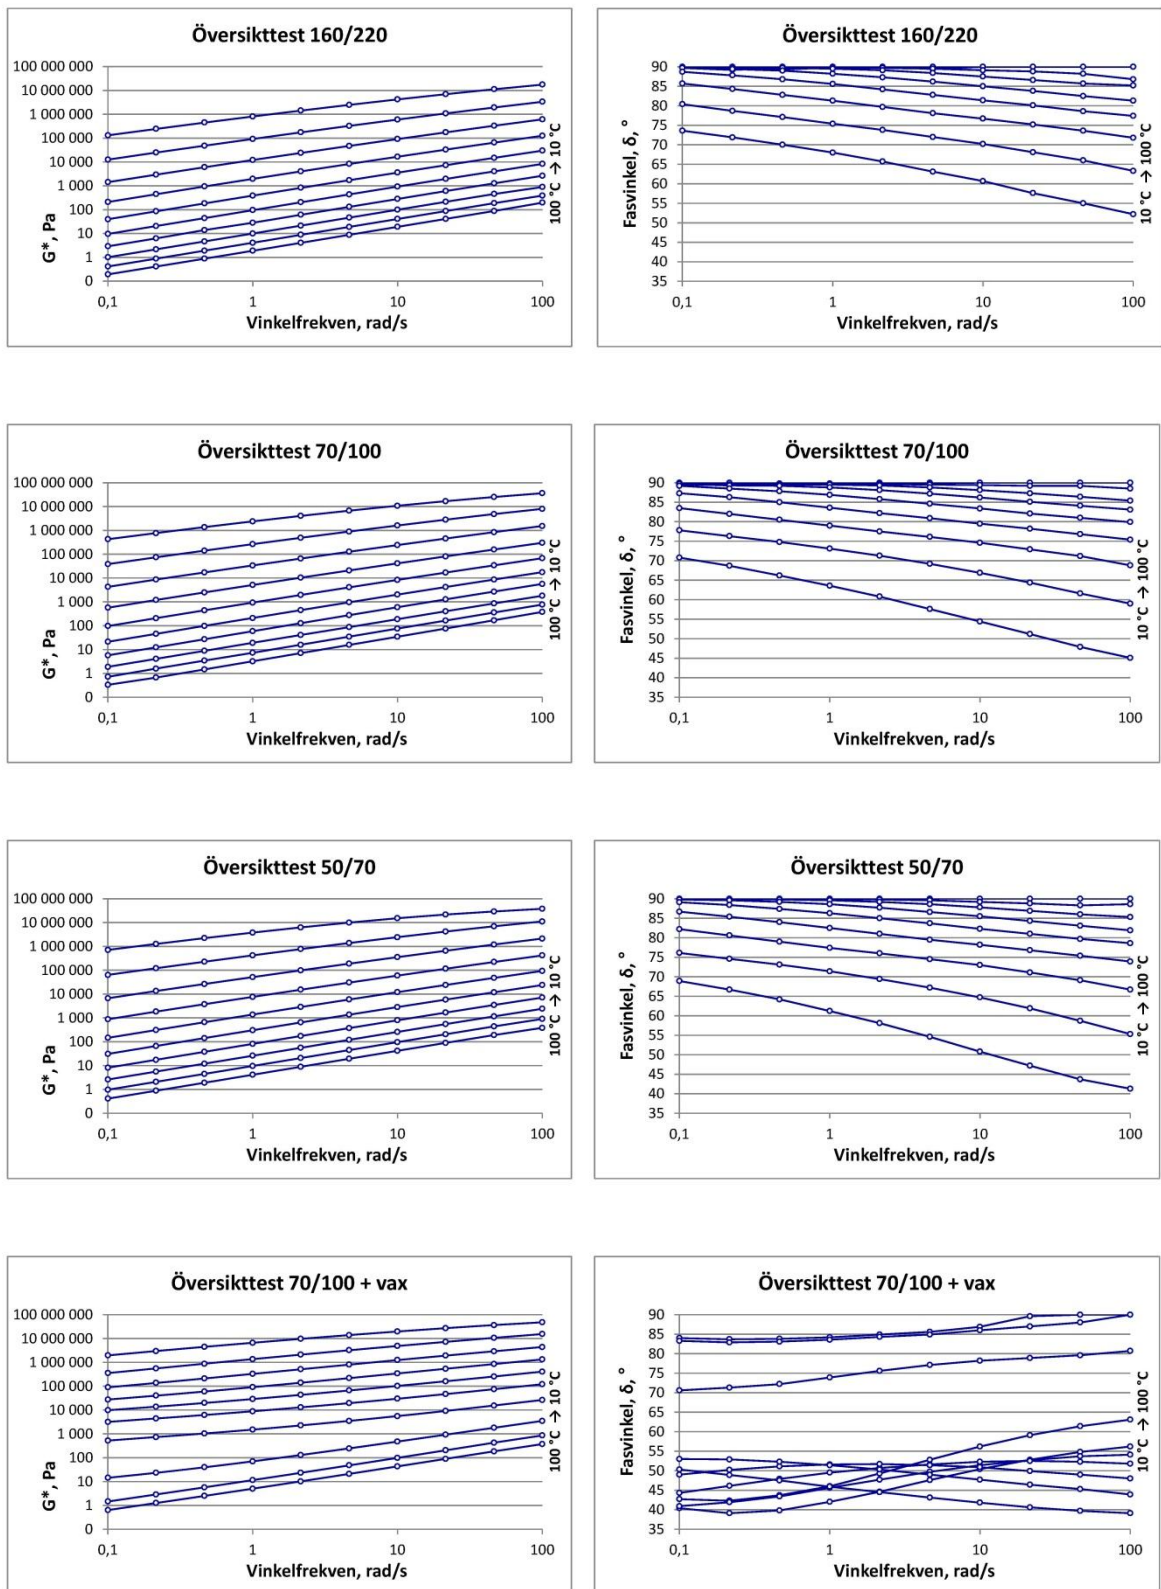 Översikttest 160/220
100 000 000
10 000 000
1 000 000
100 000
10 000
1 000
100
10
1
0
G*, Pa
0,1
1
10
100
Vinkelfrekven, rad/s
100 °C → 10 °C
Översikttest 160/220
90
85
80
75
70
65
60
55
50
45
40
35
Fasvinkel, δ, °
0,1
1
10
100
Vinkelfrekven, rad/s
10 °C → 100 °C
Översikttest 70/100
100 000 000
10 000 000
1 000 000
100 000
10 000
1 000
100
10
1
0
G*, Pa
0,1
1
10
100
Vinkelfrekven, rad/s
100 °C → 10 °C
Översikttest 70/100
90
85
80
75
70
65
60
55
50
45
40
35
Fasvinkel, δ, °
0,1
1
10
100
Vinkelfrekven, rad/s
10 °C → 100 °C
Översikttest 50/70
100 000 000
10 000 000
1 000 000
100 000
10 000
1 000
100
10
1
0
G*, Pa
0,1
1
10
100
Vinkelfrekven, rad/s
100 °C → 10 °C
Översikttest 50/70
90
85
80
75
70
65
60
55
50
45
40
35
Fasvinkel, δ, °
0,1
1
10
100
Vinkelfrekven, rad/s
10 °C → 100 °C
Översikttest 70/100 + vax
100 000 000
10 000 000
1 000 000
100 000
10 000
1 000
100
10
1
0
G*, Pa
0,1
1
10
100
Vinkelfrekven, rad/s
100 °C → 10 °C
Översikttest 70/100 + vax
90
85
80
75
70
65
60
55
50
45
40
35
Fasvinkel, δ, °
0,1
1
10
100
Vinkelfrekven, rad/s
10 °C → 100 °C